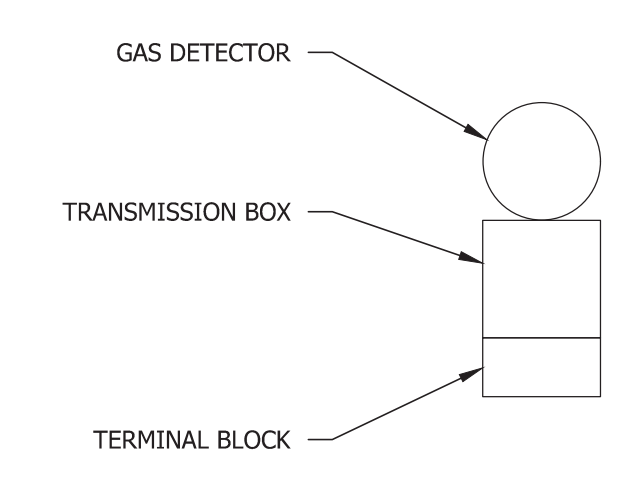 GAS DETECTOR
TRANSMISSION BOX
TERMINAL BLOCK